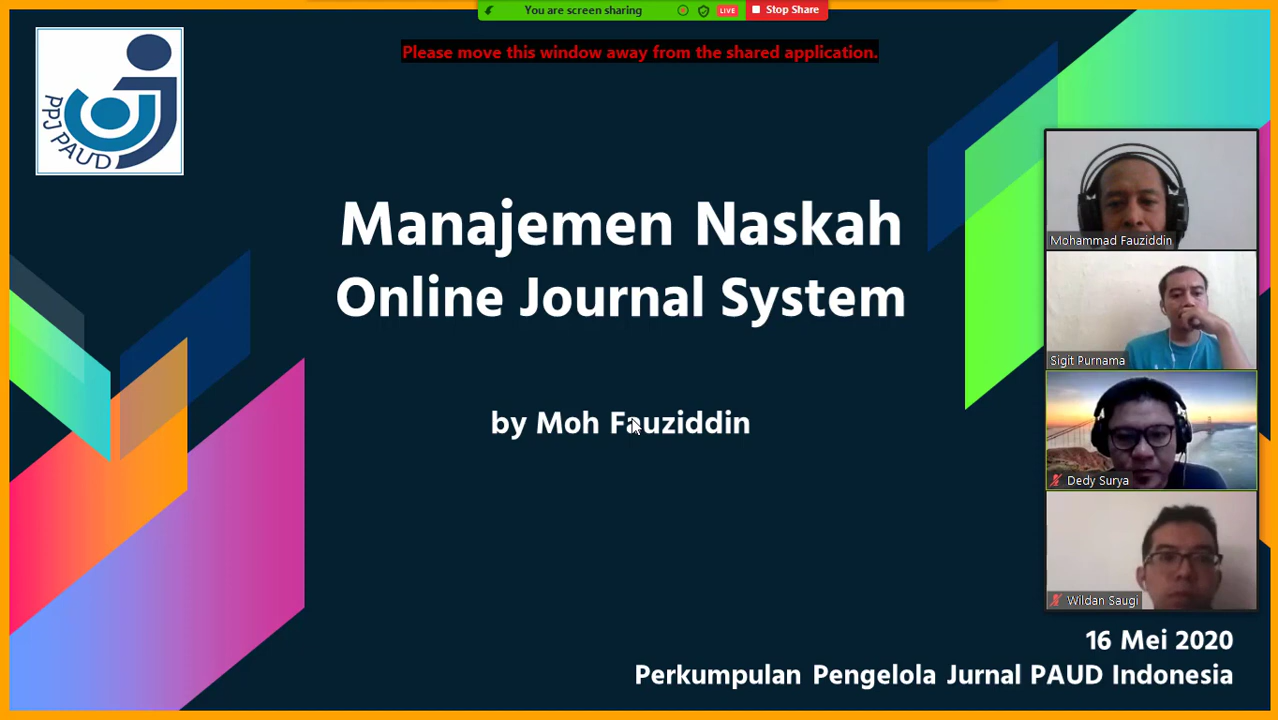 You are screen sharing
LIVE
Stop Share
Please move this window away from the shared application.
PPJ PAUD
Manajemen Naskah
Online Journal System
by Moh Fauziddin
Mohammad Fauziddin
Sigit Purnama
Dedy Surya
Wildan Saugi
16 Mei 2020
Perkumpulan Pengelola Jurnal PAUD Indonesia